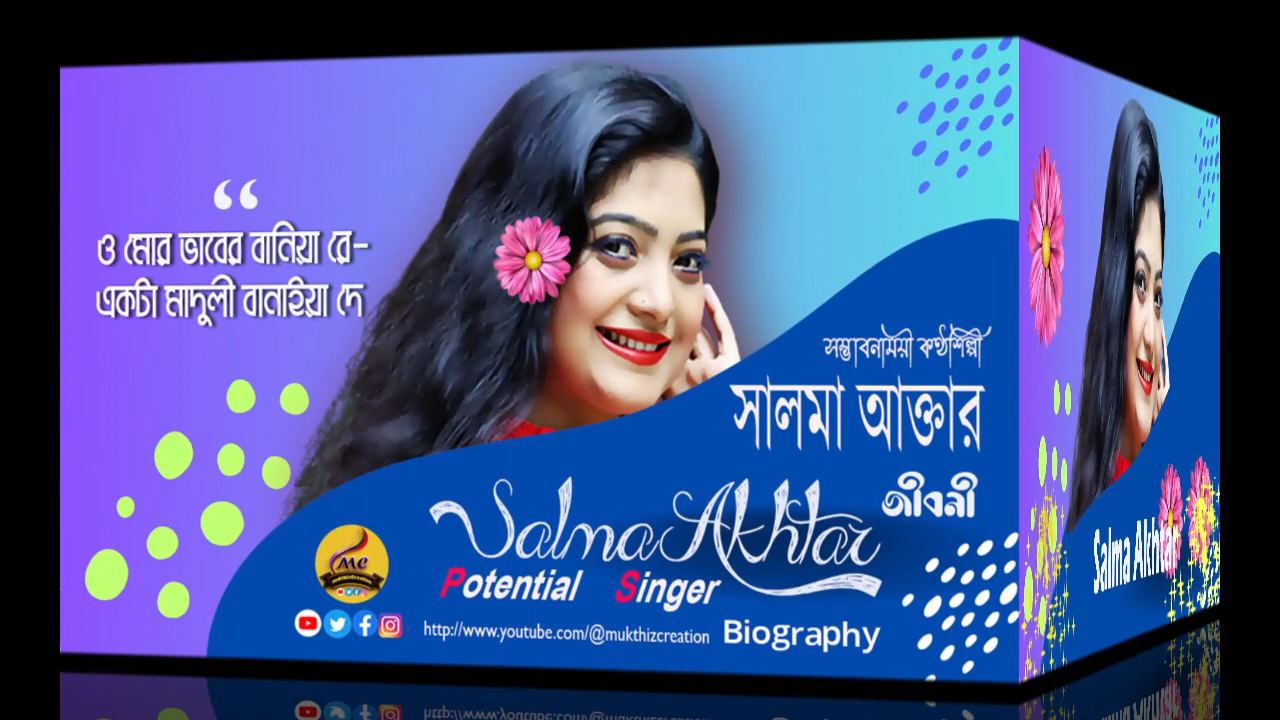 “
ও মোর ভাবের বানিয়া রে-
একটা মাদুলী বানাইয়া দে
সম্ভাবনাময়ী কণ্ঠশিল্পী
সালমা আক্তার
জীবনী
Salma Akhtar
Potential Singer
MC
http://www.youtube.com/@mukthizcreation
Biography
Salma Akhtar